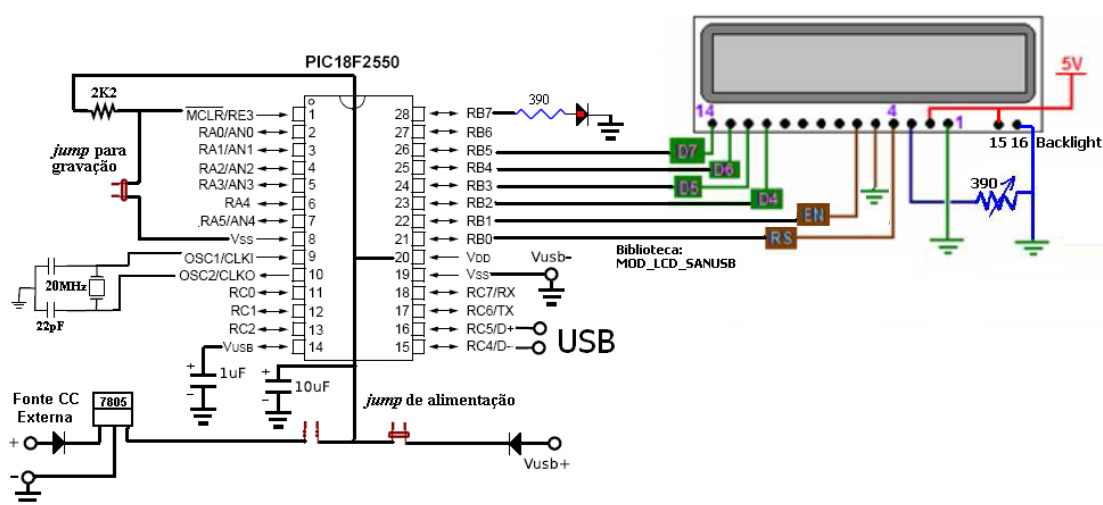 PIC18F2550
2K2
jump para
gravação
MCLR/RE3
RA0/AN0
RA1/AN1
RA2/AN2
RA3/AN3
RA4
RA5/AN4
Vss
OSC1/CLKI
OSC2/CLKO
RC0
RC1
RC2
VUSB
1
2
3
4
5
6
7
8
9
10
11
12
13
14
28
27
26
25
24
23
22
21
20
19
18
17
16
15
RB7
RB6
RB5
RB4
RB3
RB2
RB1
RB0
VDD
Vss
RC7/RX
RC6/TX
RC5/D+
RC4/D-
390
D7
D6
D5
D4
EN
RS
14
4
1
5V
15 16 Backlight
390
Biblioteca:
MOD_LCD_SANUSB
Vusb-
USB
20MHz
22pF
+
1uF
-
+
10uF
-
Fonte CC
Externa
7805
+
-
jump de alimentação
Vusb+